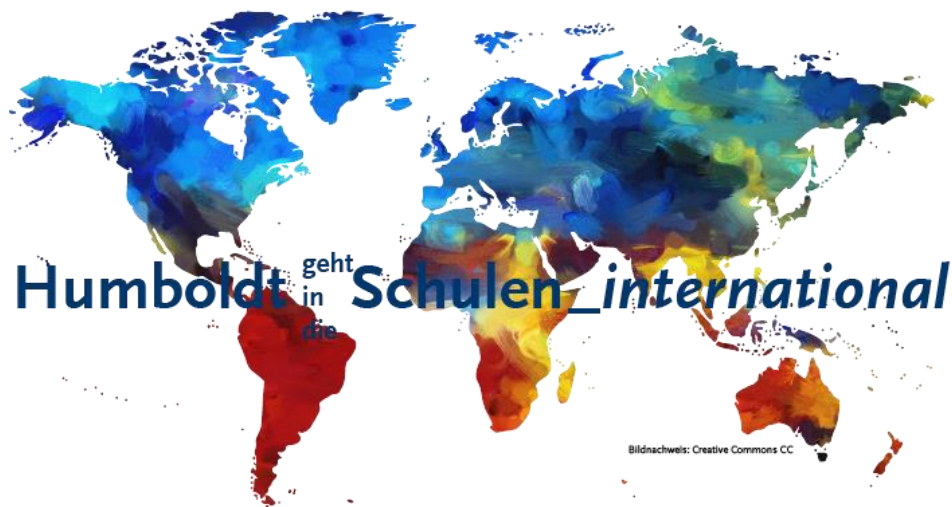 Humboldt geht in die Schulen_international
Bildnachweis: Creative Commons CC